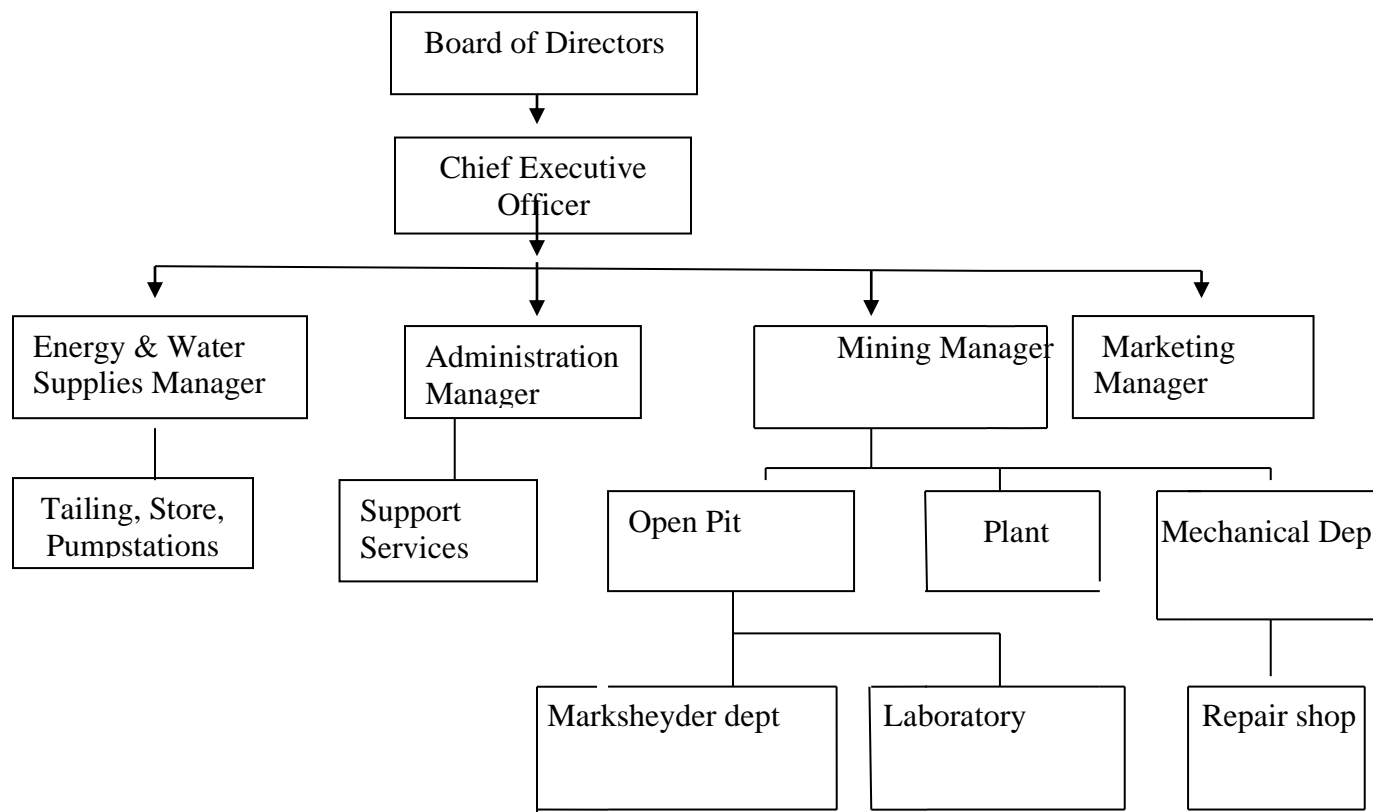 Board of Directors
Chief Executive
Officer
Energy & Water
Supplies Manager
Administration
Manager
Mining Manager
Marketing
Manager
Tailing, Store,
Pumpstations
Support
Services
Open Pit
Plant
Mechanical Dep
Marksheyder dept
Laboratory
Repair shop